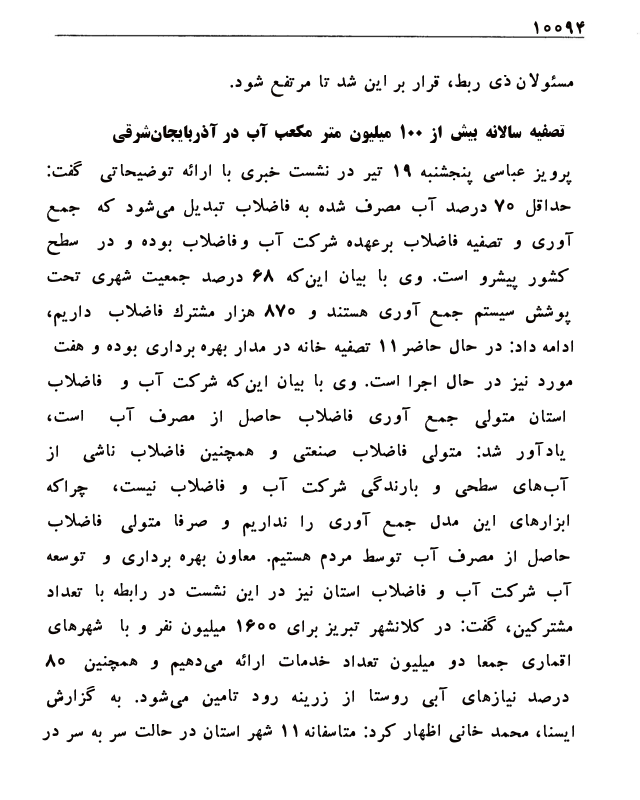 ۱۰۰۹۴
مسئولان ذی ربط، قرار بر این شد تا مرتفع شود.
تصفیه سالانه بیش از ۱۰۰ میلیون متر مکعب آب در آذربایجان‌شرقی
پرویز عباسی پنجشنبه ۱۹ تیر در نشست خبری با ارائه توضیحاتی گفت:
حداقل ۷۰ درصد آب مصرف شده به فاضلاب تبدیل می‌شود که جمع
آوری و تصفیه فاضلاب برعهده شرکت آب و فاضلاب بوده و در سطح
کشور پیشرو است. وی با بیان این‌که ۶۸ درصد جمعیت شهری تحت
پوشش سیستم جمع آوری هستند و ۸۷۰ هزار مشترك فاضلاب داریم،
ادامه داد: در حال حاضر ۱۱ تصفیه خانه در مدار بهره برداری بوده و هفت
مورد نیز در حال اجرا است. وی با بیان این‌که شرکت آب و فاضلاب
استان متولی جمع آوری فاضلاب حاصل از مصرف آب است،
یادآور شد: متولی فاضلاب صنعتی و همچنین فاضلاب ناشی از
آب‌های سطحی و بارندگی شرکت آب و فاضلاب نیست، چراکه
ابزارهای این مدل جمع آوری را نداریم و صرفا متولی فاضلاب
حاصل از مصرف آب توسط مردم هستیم. معاون بهره برداری و توسعه
آب شرکت آب و فاضلاب استان نیز در این نشست در رابطه با تعداد
مشترکین، گفت: در کلانشهر تبریز برای ۱۶۰۰ میلیون نفر و با شهرهای
اقماری جمعا دو میلیون تعداد خدمات ارائه می‌دهیم و همچنین ۸۰
درصد نیازهای آبی روستا از زرینه رود تامین می‌شود. به گزارش
ایسنا، محمد خانی اظهار کرد: متاسفانه ۱۱ شهر استان در حالت سر به سر در